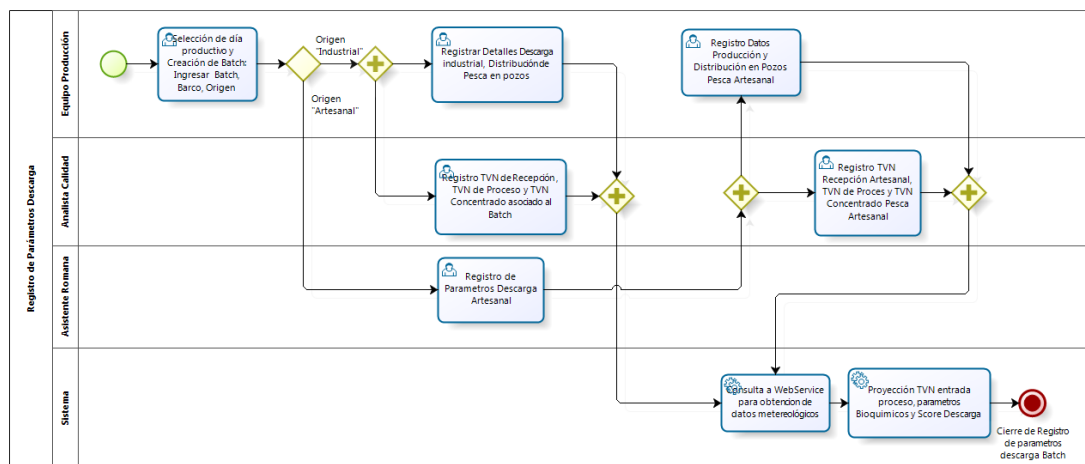 Registro de Parámetros Descarga
Equipo Producción
Selección de día
productivo y
Creación de Batch:
Ingresar Batch,
Barco, Origen
Origen
"Industrial"
Origen
"Artesanal"
Registrar Detalles Descarga
industrial, Distribución de
Pesca en pozos
Registro Datos
Producción y
Distribución en Pozos
Pesca Artesanal
Analista Calidad
Registro TVN de Recepción,
TVN de Proceso y TVN
Concentrado asociado al
Batch
Registro TVN
Recepción Artesanal,
TVN de Proces y TVN
Concentrado Pesca
Artesanal
Asistente Romana
Registro de
Parametros Descarga
Artesanal
Sistema
Consulta a WebService
para obtencion de
datos metereológicos
Proyección TVN entrada
proceso, parametros
Bioquimicos y Score Descarga
Cierre de Registro
de parametros
descarga Batch